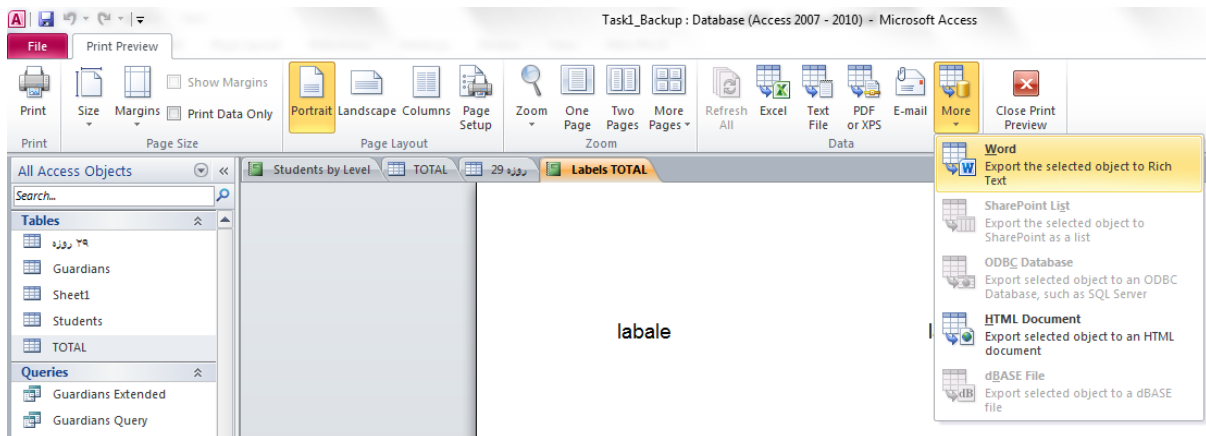 Task1_Backup : Database (Access 2007 - 2010) - Microsoft Access
File
Print Preview
Print
Size
Margins
Show Margins
Print Data Only
Portrait
Landscape
Columns
Page Setup
Zoom
One Page
Two Pages
More Pages
Refresh All
Excel
Text File
PDF or XPS
E-mail
More
Close Print Preview
Print
Page Size
Page Layout
Zoom
Data
Word
Export the selected object to Rich
Text
SharePoint List
Export the selected object to
SharePoint as a list
ODBC Database
Export selected object to an ODBC
Database, such as SQL Server
HTML Document
Export selected object to an HTML
document
dBASE File
Export selected object to a dBASE
file
All Access Objects
Search...
Tables
٢٩ روزه
Guardians
Sheet1
Students
TOTAL
Queries
Guardians Extended
Guardians Query
Students by Level
TOTAL
روزه 29
Labels TOTAL
labale